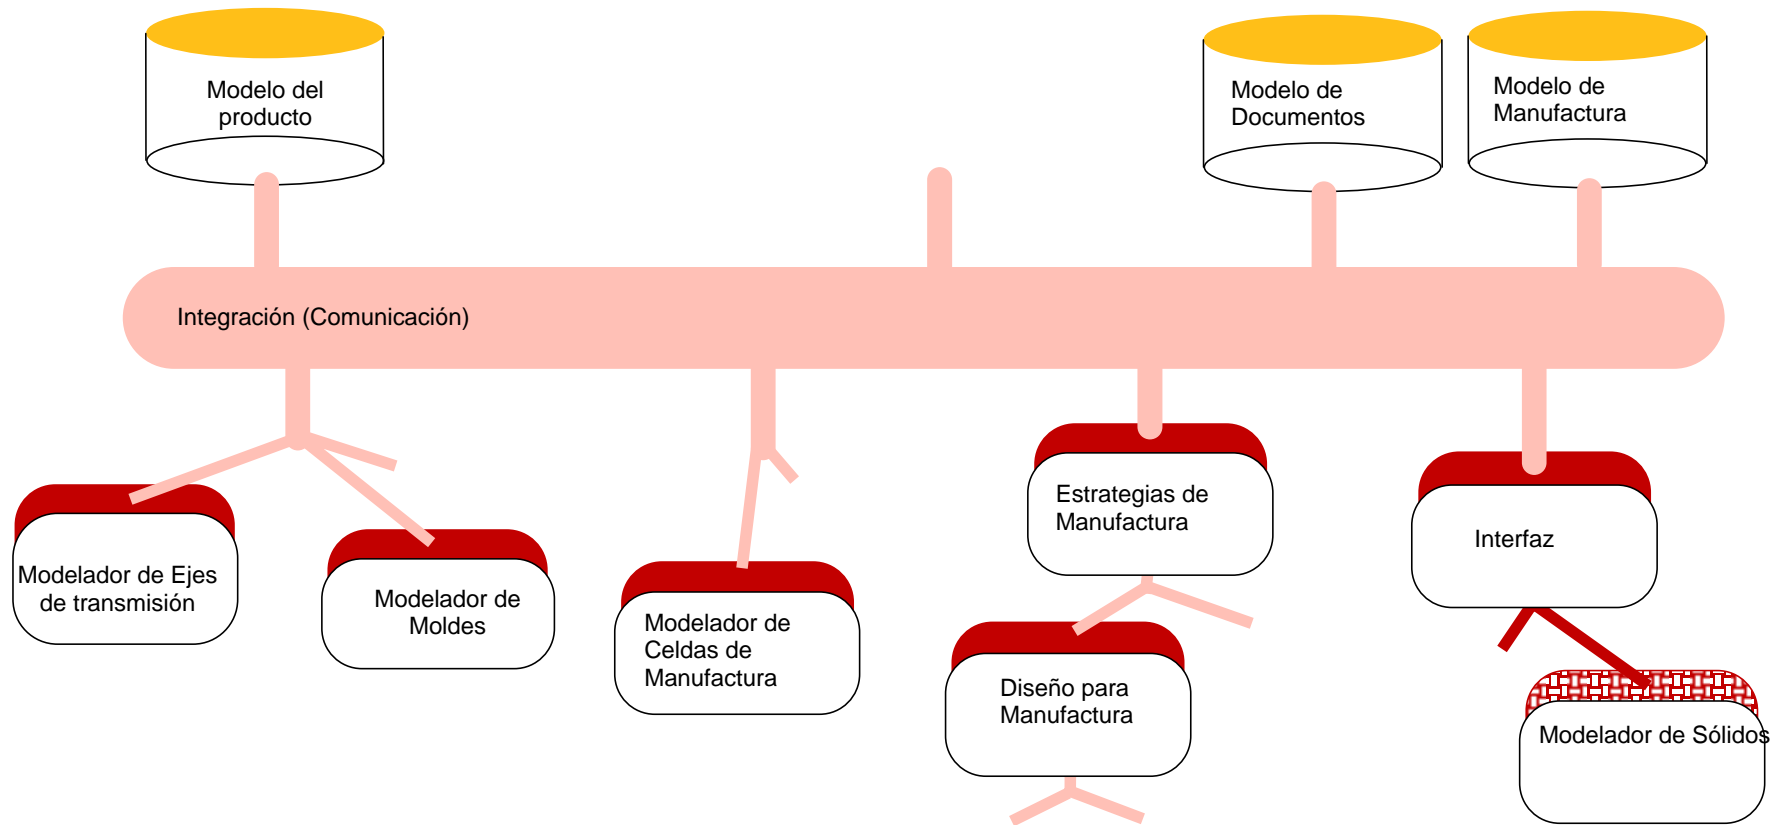 Modelo del
producto
Modelo de
Documentos
Modelo de
Manufactura
Integración (Comunicación)
Modelador de Ejes
de transmisión
Modelador de
Moldes
Modelador de
Celdas de
Manufactura
Estrategias de
Manufactura
Diseño para
Manufactura
Interfaz
Modelador de Sólidos